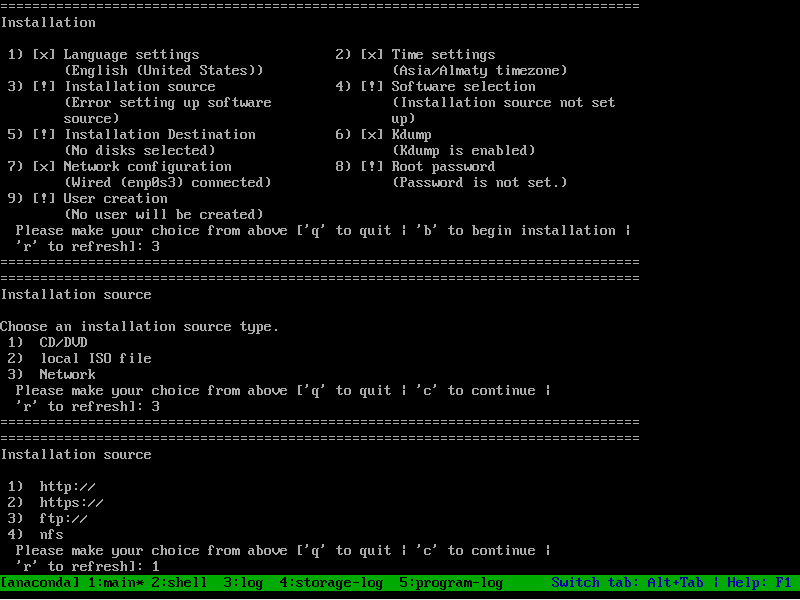 ================================================================================
Installation
1) [x] Language settings 2) [x] Time settings
(English (United States)) (Asia/Almaty timezone)
3) [!] Installation source 4) [!] Software selection
(Error setting up software (Installation source not set
source) up)
5) [!] Installation Destination 6) [x] Kdump
(No disks selected) (Kdump is enabled)
7) [x] Network configuration 8) [!] Root password
(Wired (enp0s3) connected) (Password is not set.)
9) [!] User creation
(No user will be created)
Please make your choice from above ['q' to quit | 'b' to begin installation |
'r' to refresh]: 3
================================================================================
================================================================================
Installation source
Choose an installation source type.
1) CD/DVD
2) local ISO file
3) Network
Please make your choice from above ['q' to quit | 'c' to continue |
'r' to refresh]: 3
================================================================================
================================================================================
Installation source
1) http://
2) https://
3) ftp://
4) nfs
Please make your choice from above ['q' to quit | 'c' to continue |
'r' to refresh]: 1
[anaconda] 1:main* 2:shell 3:log 4:storage-log 5:program-log Switch tab: Alt+Tab | Help: F1